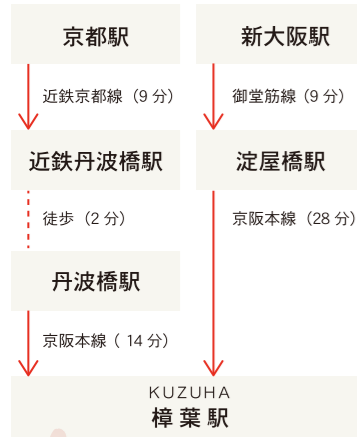 京都駅
近鉄京都線（9 分）
近鉄丹波橋駅
徒歩（2 分）
丹波橋駅
京阪本線（ 14 分）
新大阪駅
御堂筋線（9 分）
淀屋橋駅
京阪本線（28 分）
KUZUHA
樟葉駅